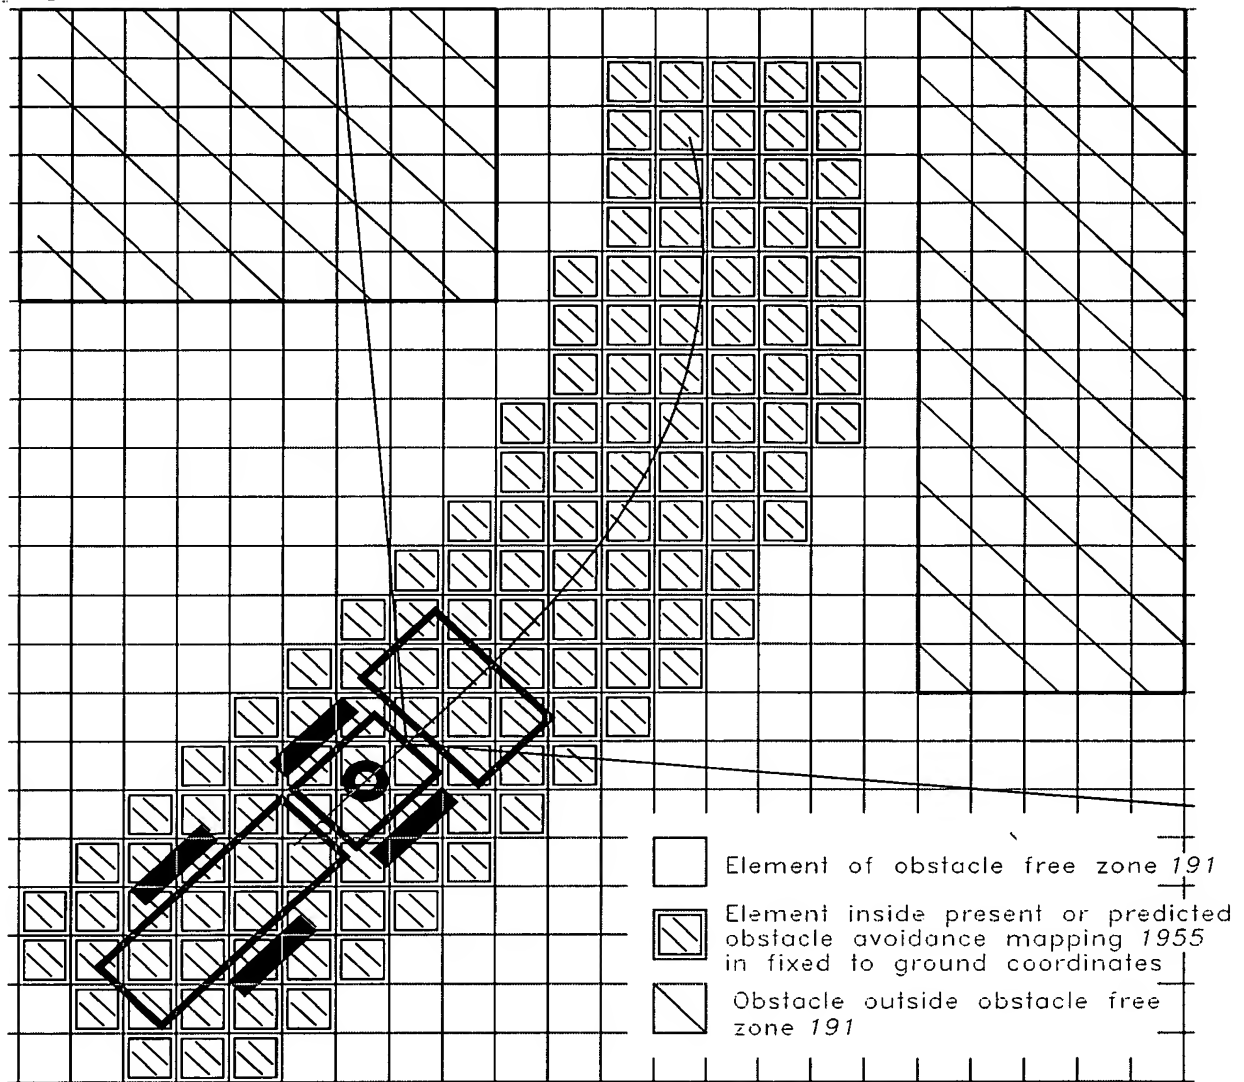 Element of obstacle free zone 191
Element inside present or predicted
obstacle avoidance mapping 1955
in fixed to ground coordinates
Obstacle outside obstacle free
zone 191